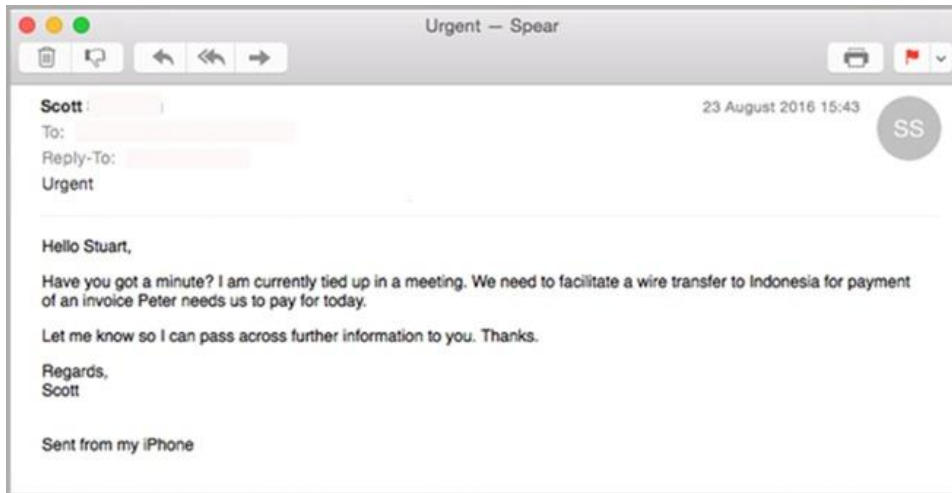 Urgent — Spear
Scott
23 August 2016 15:43
SS
To:
Reply-To:
Urgent
Hello Stuart,
Have you got a minute? I am currently tied up in a meeting. We need to facilitate a wire transfer to Indonesia for payment
of an invoice Peter needs us to pay for today.
Let me know so I can pass across further information to you. Thanks.
Regards,
Scott
Sent from my iPhone